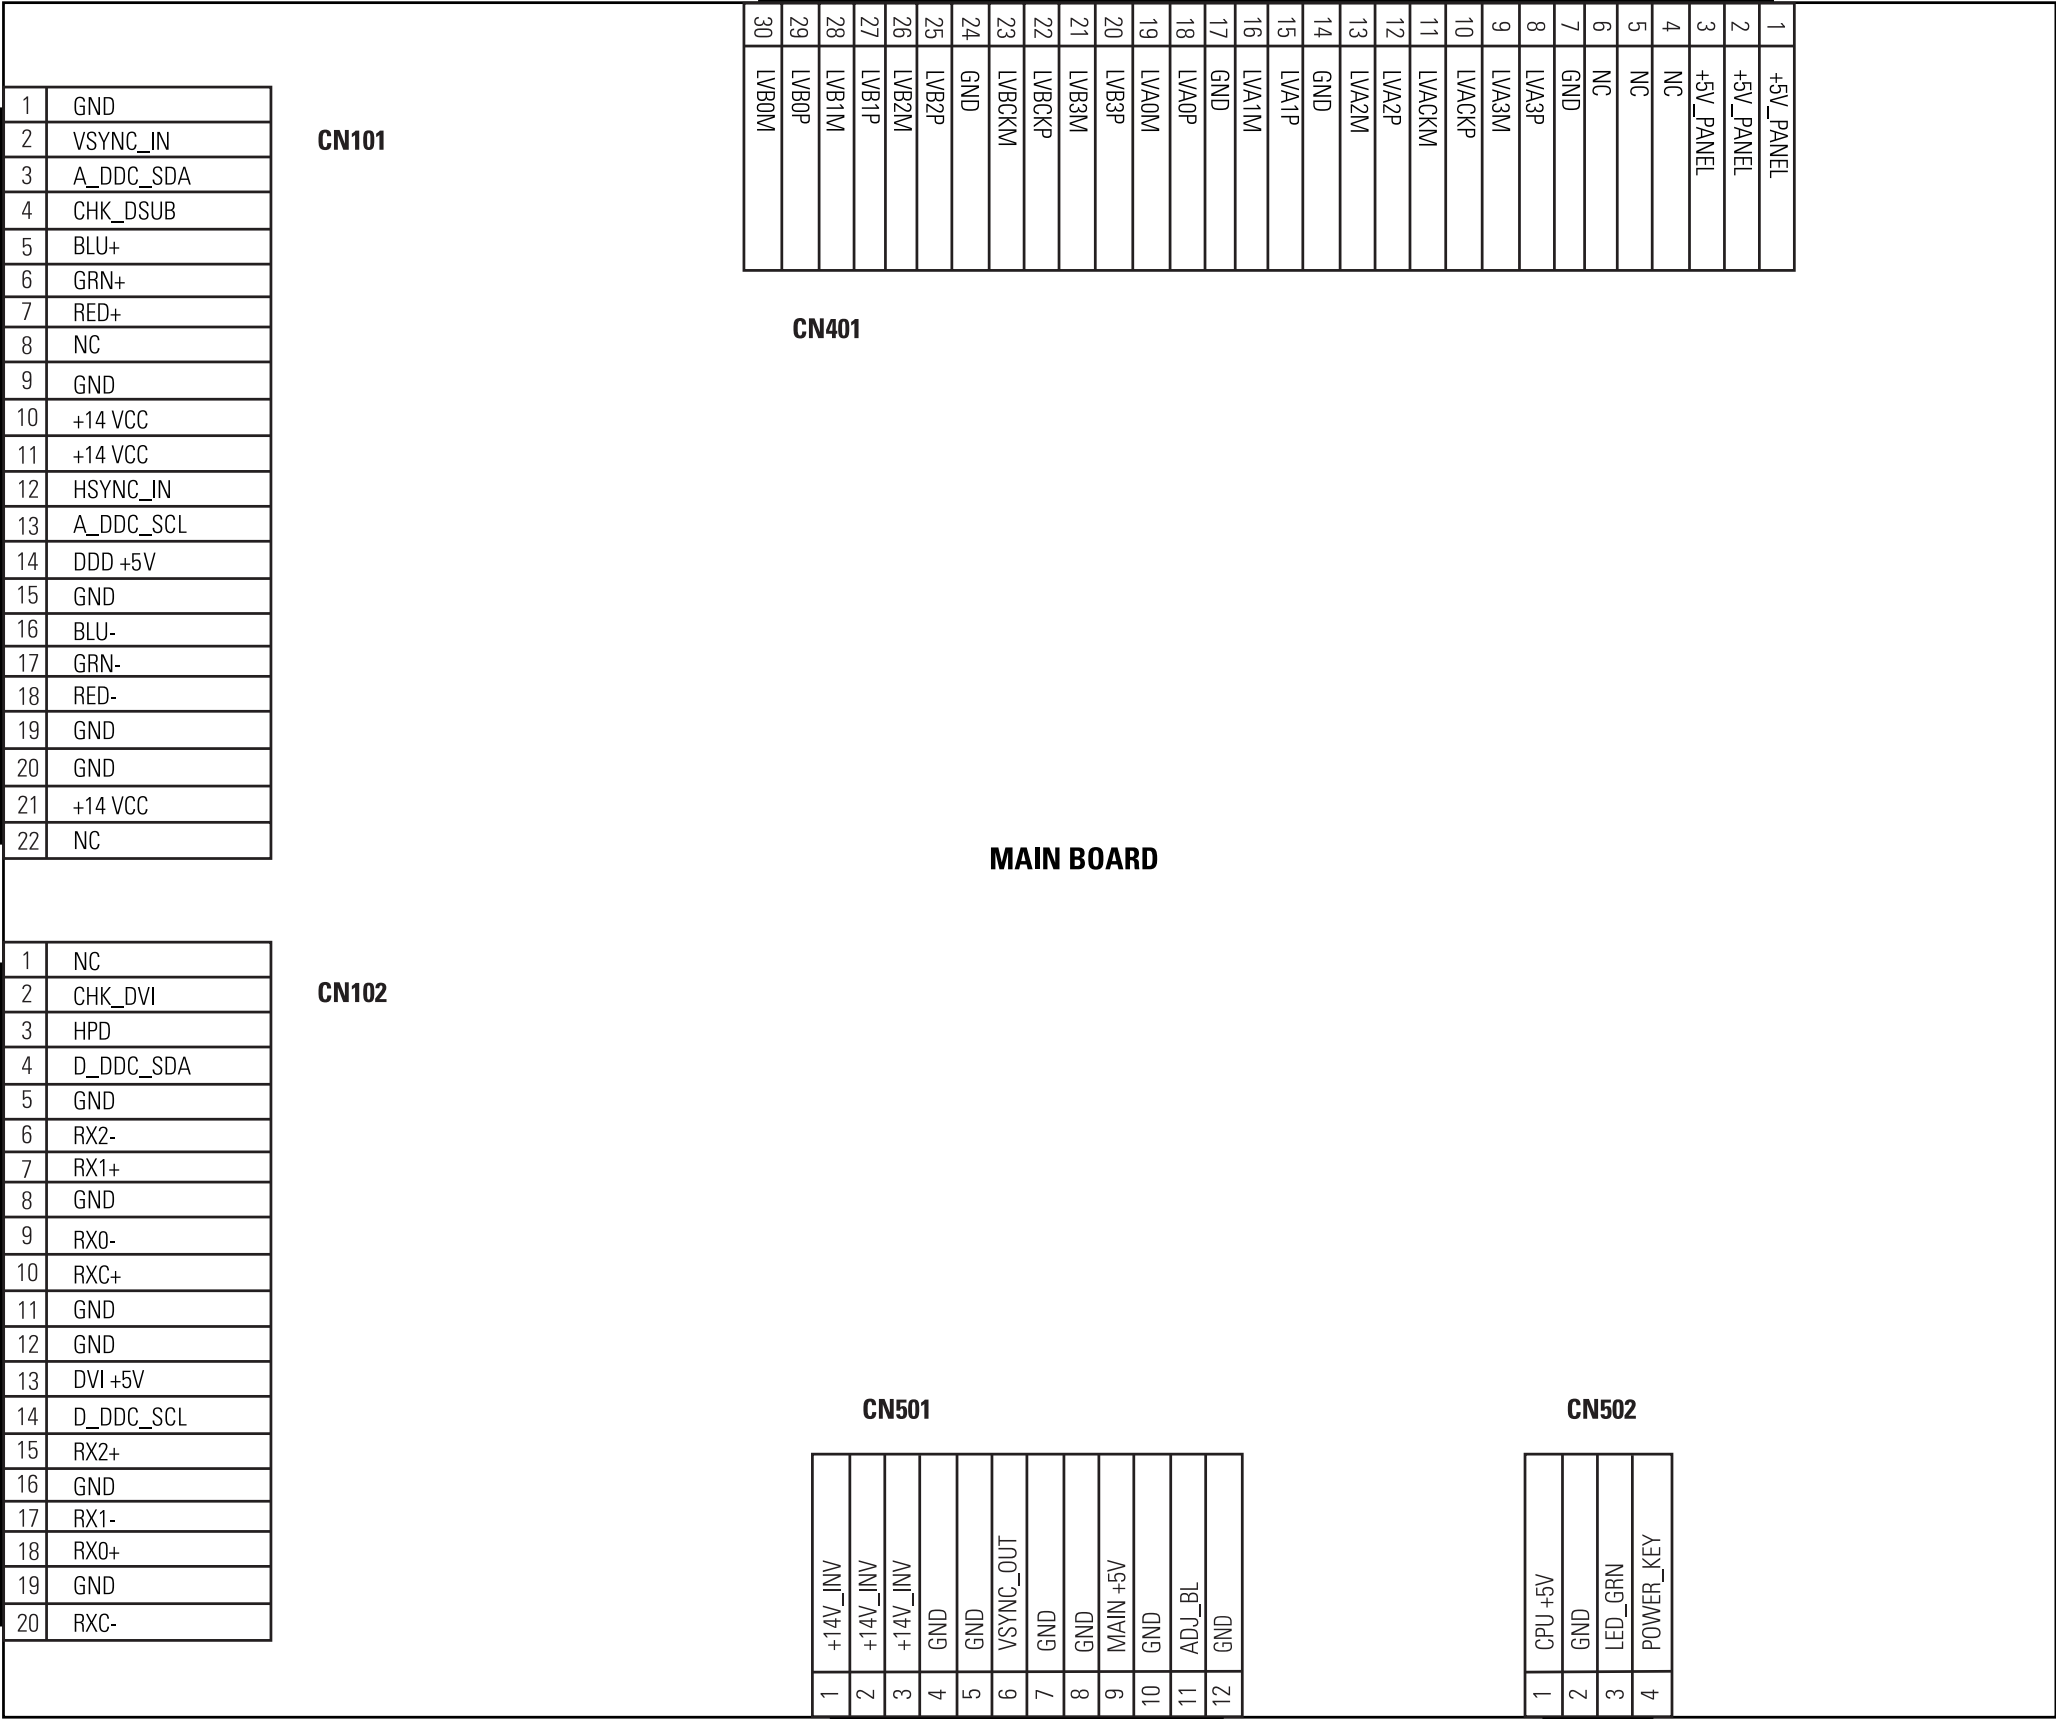 30 29 28 27 26 25 24 23 22 21 20 19 18 17 16 15 14 13 12 11 10 9 8 7 6 5 4 3 2 1
LVB0M LVB0P LVB1M LVB1P LVB2M LVB2P GND LVBCKM LVBCKP LVB3M LVB3P LVA0M LVA0P GND LVA1M LVA1P GND LVA2M LVA2P LVACKM LVACKP LVA3M LVA3P GND NC NC NC +5V_PANEL +5V_PANEL +5V_PANEL
CN401
CN101
1 GND
2 VSYNC_IN
3 A_DDC_SDA
4 CHK_DSUB
5 BLU+
6 GRN+
7 RED+
8 NC
9 GND
10 +14 VCC
11 +14 VCC
12 HSYNC_IN
13 A_DDC_SCL
14 DDD +5V
15 GND
16 BLU-
17 GRN-
18 RED-
19 GND
20 GND
21 +14 VCC
22 NC
MAIN BOARD
CN102
1 NC
2 CHK_DVI
3 HPD
4 D_DDC_SDA
5 GND
6 RX2-
7 RX1+
8 GND
9 RX0-
10 RXC+
11 GND
12 GND
13 DVI +5V
14 D_DDC_SCL
15 RX2+
16 GND
17 RX1-
18 RX0+
19 GND
20 RXC-
CN501
+14V_INV +14V_INV +14V_INV GND GND VSYNC_OUT GND GND MAIN +5V GND ADJ_BL GND
1 2 3 4 5 6 7 8 9 10 11 12
CN502
CPU +5V GND LED_GRN POWER_KEY
1 2 3 4